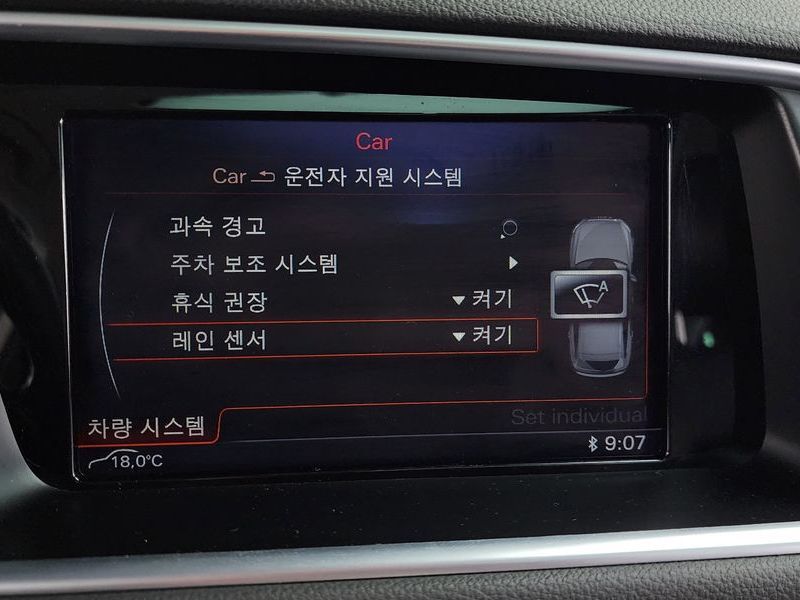 Car
Car 운전자 지원 시스템
과속 경고
주차 보조 시스템
휴식 권장 켜기
레인 센서 켜기
A
Set individual
차량 시스템
18,0°C
9:07